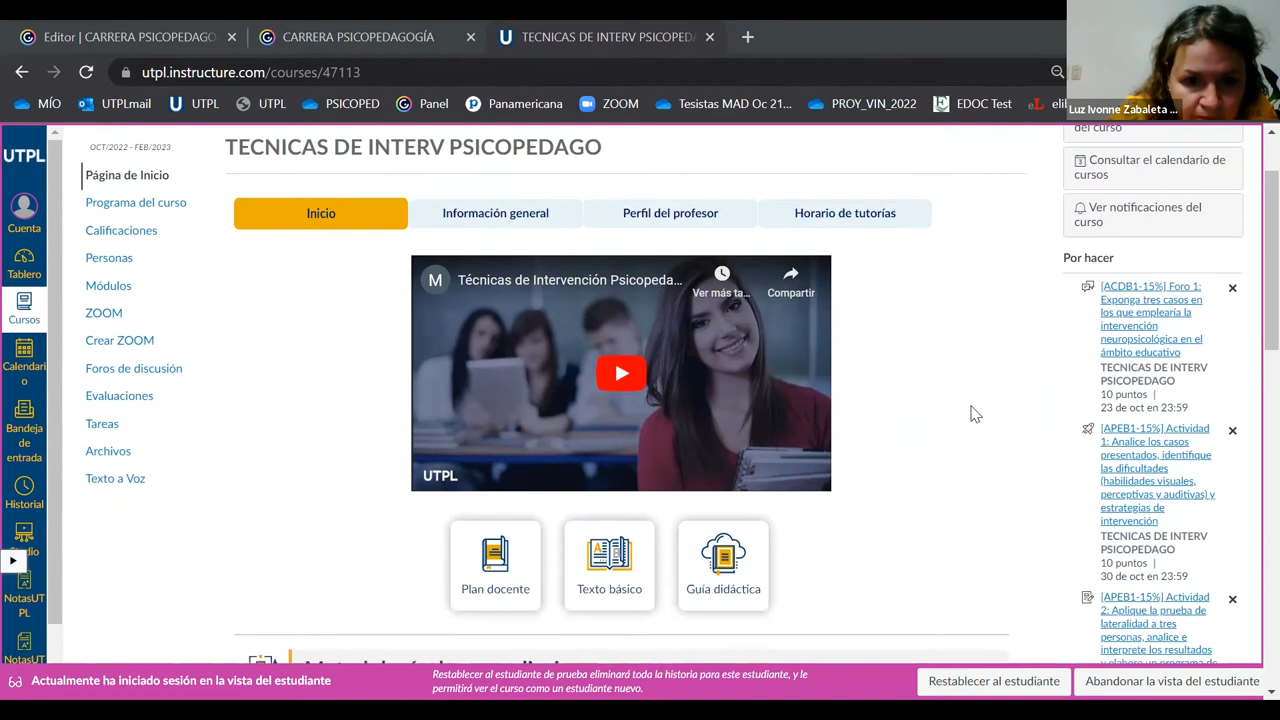 Editor | CARRERA PSICOPEDAGO
CARRERA PSICOPEDAGOGÍA
TECNICAS DE INTERV PSICOPEDA
utpl.instructure.com/courses/47113
MÍO
UTPLmail
UTPL
UTPL
PSICOPED
Panel
Panamericana
ZOOM
Tesistas MAD Oc 21...
PROY_VIN_2022
EDOC Test
Luz Ivonne Zabaleta ...
UTPL
Cuenta
Tablero
Cursos
Calendari
o
Bandeja
de
entrada
Historial
NotasUT
PL
NotasUT
OCT/2022 - FEB/2023
Página de Inicio
Programa del curso
Calificaciones
Personas
Módulos
ZOOM
Crear ZOOM
Foros de discusión
Evaluaciones
Tareas
Archivos
Texto a Voz
TECNICAS DE INTERV PSICOPEDAGO
Inicio
Información general
Perfil del profesor
Horario de tutorías
M
Técnicas de Intervención Psicopeda...
Ver más ta...
Compartir
UTPL
Plan docente
Texto básico
Guía didáctica
del curso
Consultar el calendario de
cursos
Ver notificaciones del
curso
Por hacer
[ACDB1-15%] Foro 1:
Exponga tres casos en
los que emplearía la
intervención
neuropsicológica en el
ámbito educativo
TECNICAS DE INTERV
PSICOPEDAGO
10 puntos |
23 de oct en 23:59
[APEB1-15%] Actividad
1: Analice los casos
presentados, identifique
las dificultades
(habilidades visuales,
perceptivas y auditivas) y
estrategias de
intervención
TECNICAS DE INTERV
PSICOPEDAGO
10 puntos |
30 de oct en 23:59
[APEB1-15%] Actividad
2: Aplique la prueba de
lateralidad a tres
personas, analice e
interprete los resultados
Actualmente ha iniciado sesión en la vista del estudiante
Restablecer al estudiante de prueba eliminará toda la historia para este estudiante, y le
permitirá ver el curso como un estudiante nuevo.
Restablecer al estudiante
Abandonar la vista del estudiante